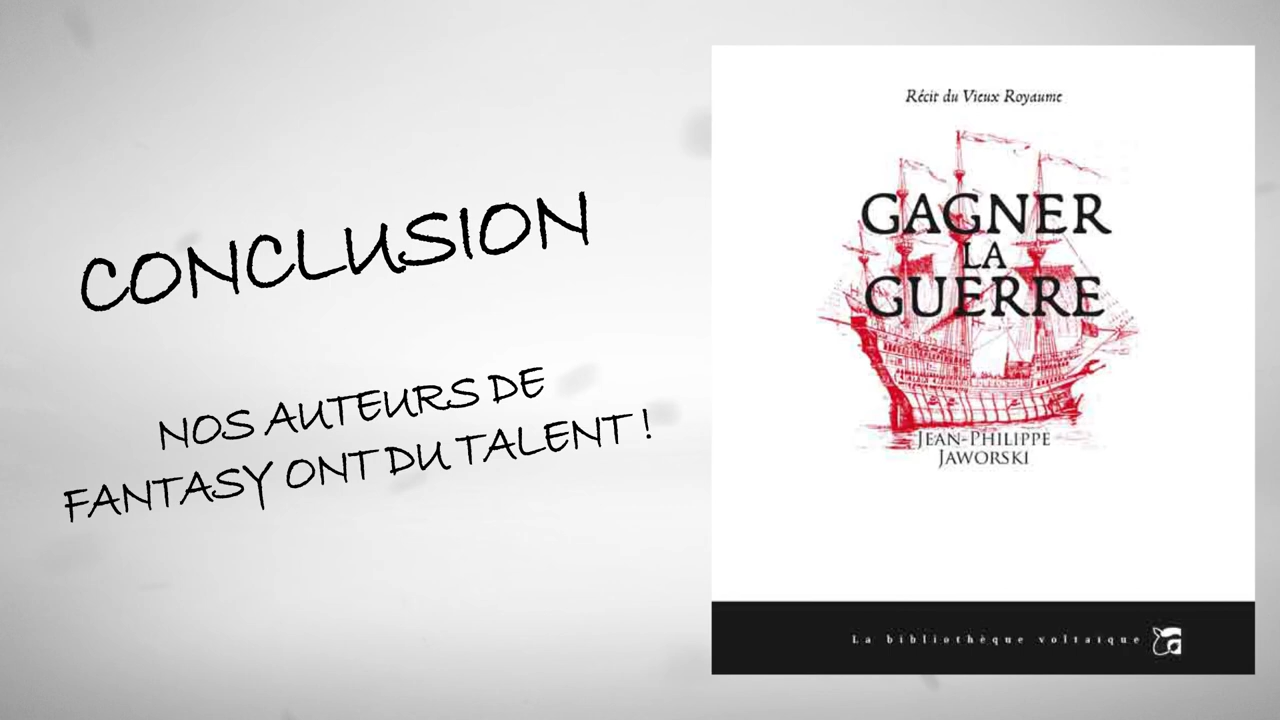 CONCLUSION
NOS AUTEURS DE
FANTASY ONT DU TALENT !
Récit du Vieux Royaume
GAGNER
LA
GUERRE
JEAN-PHILIPPE
JAWORSKI
La bibliothèque voltaïque